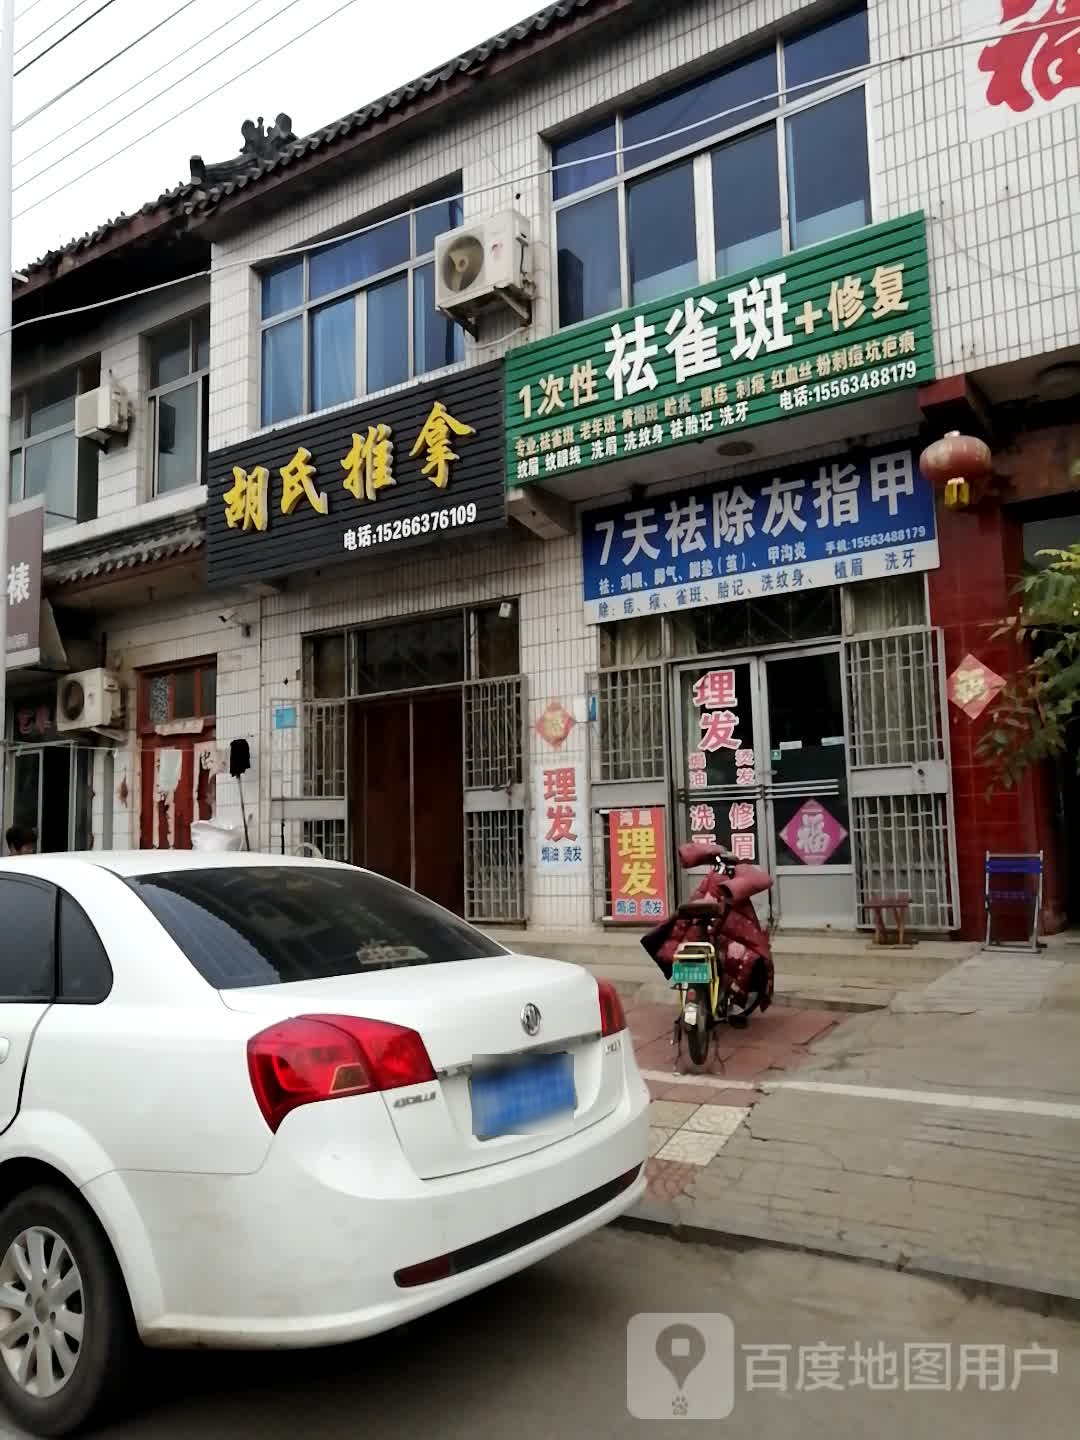 福
1次性祛雀斑+修复
专业:祛雀斑 老年斑 黄褐斑 黑痣 刺瘊 红血丝 粉刺痘坑疤痕
纹眉 纹眼线 洗眉 洗纹身 祛胎记 洗牙 电话:15563488179
胡氏推拿
电话:15266376109
7天祛除灰指甲
祛:鸡眼、脚气、脚垫(茧)、甲沟炎 手机:15563488179
除:痣、瘊、雀斑、胎记、洗纹身、植眉 洗牙
裱
福
理发
焗油 烫发
洗牙 修眉
福
理发
焗油 烫发
理发
焗油 烫发
福
百度地图用户